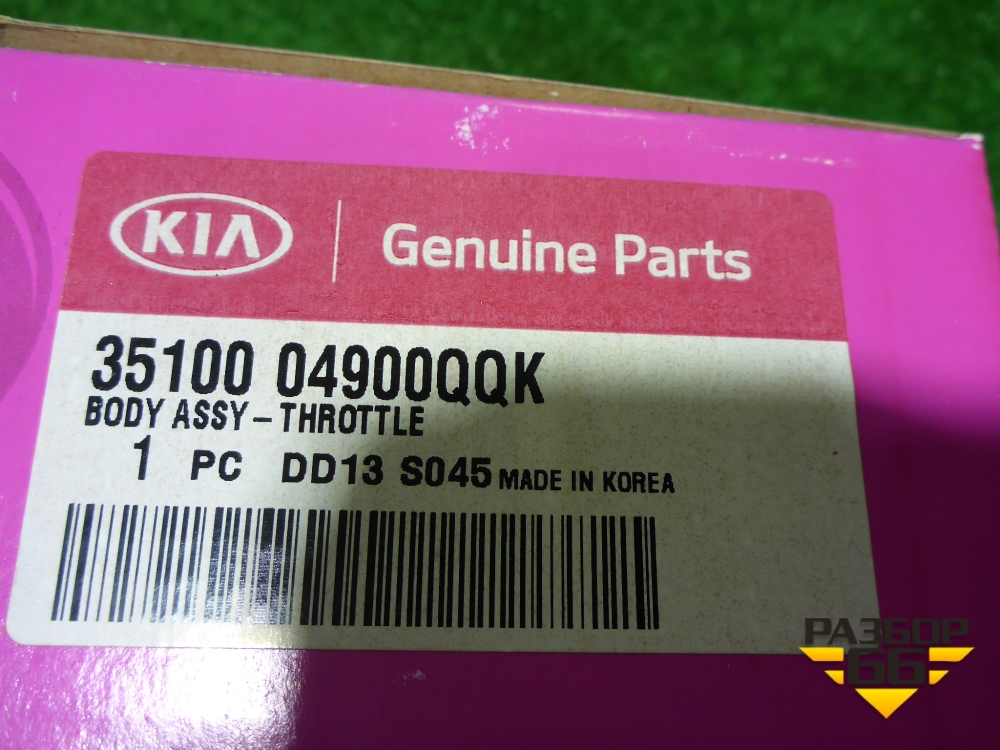 KIA
Genuine Parts
35100 04900QQK
BODY ASSY-THROTTLE
1 PC DD13 S045 MADE IN KOREA
РАЗБОР
66